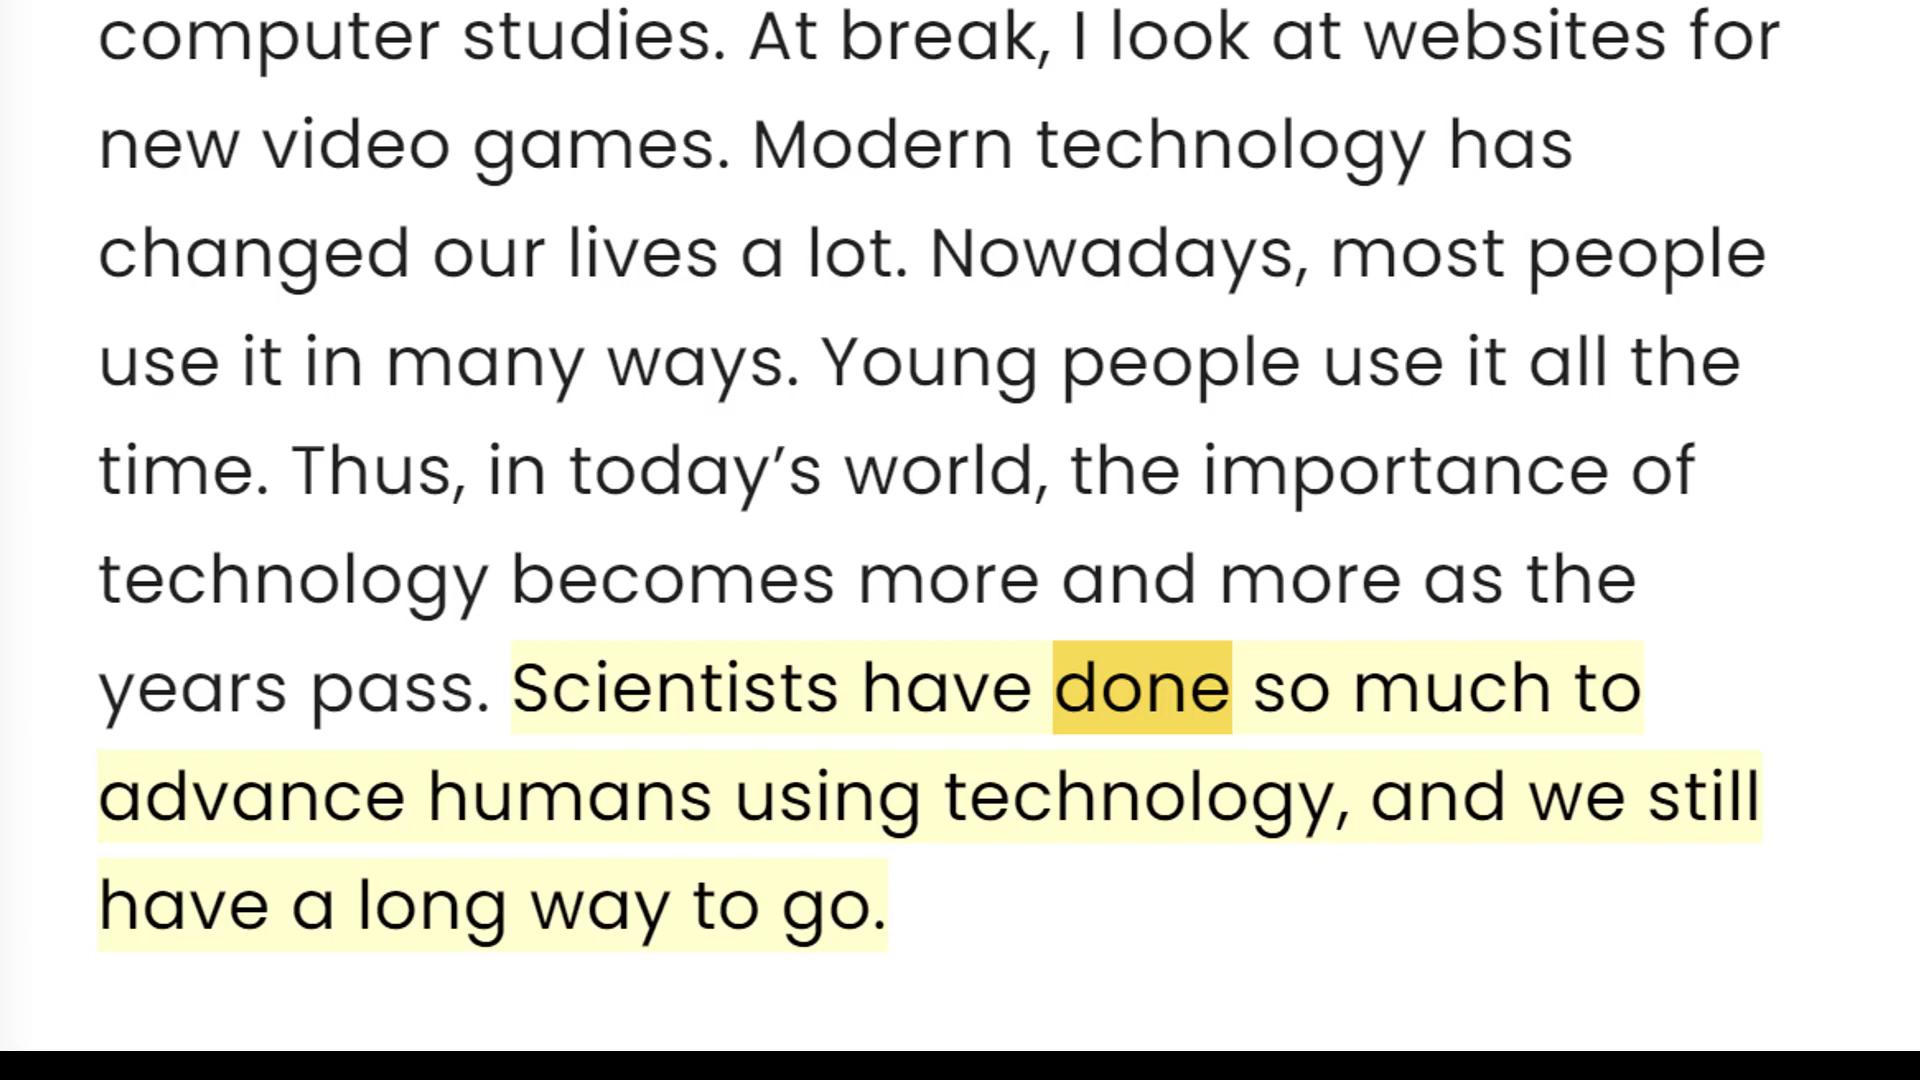 computer studies. At break, I look at websites for
new video games. Modern technology has
changed our lives a lot. Nowadays, most people
use it in many ways. Young people use it all the
time. Thus, in today’s world, the importance of
technology becomes more and more as the
years pass. Scientists have done so much to
advance humans using technology, and we still
have a long way to go.